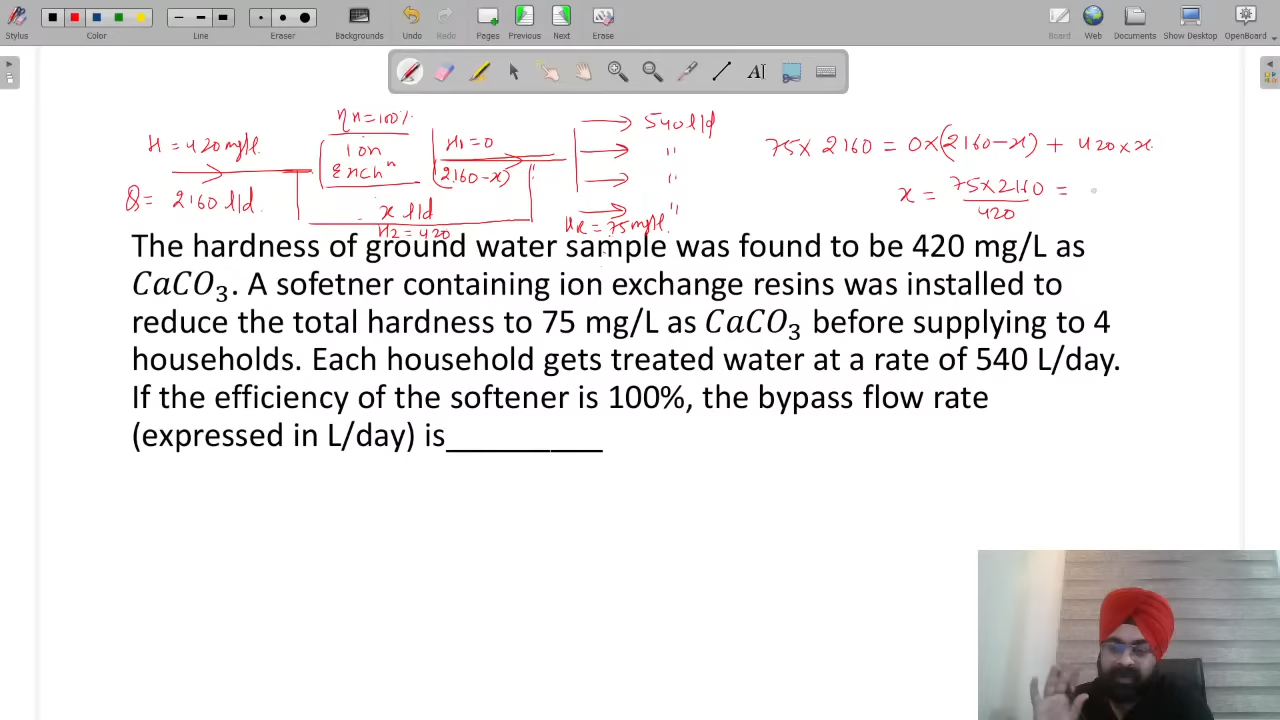 Stylus
Color
Line
Eraser
Backgrounds
Undo
Redo
Pages
Previous
Next
Erase
Board
Web
Documents
Show Desktop
OpenBoard
H = 420 mg/l.
Q = 2160 l/d.
ηn = 100%
ion
Exchⁿ
H1 = 0
(2160-x)
x l/d
H2 = 420
540 l/d
"
"
"
HR = 75 mg/l.
75 x 2160 = 0x(2160-x) + 420 x x.
x = 75x2160/420 =
The hardness of ground water sample was found to be 420 mg/L as
CaCO₃. A sofetner containing ion exchange resins was installed to
reduce the total hardness to 75 mg/L as CaCO₃ before supplying to 4
households. Each household gets treated water at a rate of 540 L/day.
If the efficiency of the softener is 100%, the bypass flow rate
(expressed in L/day) is__________